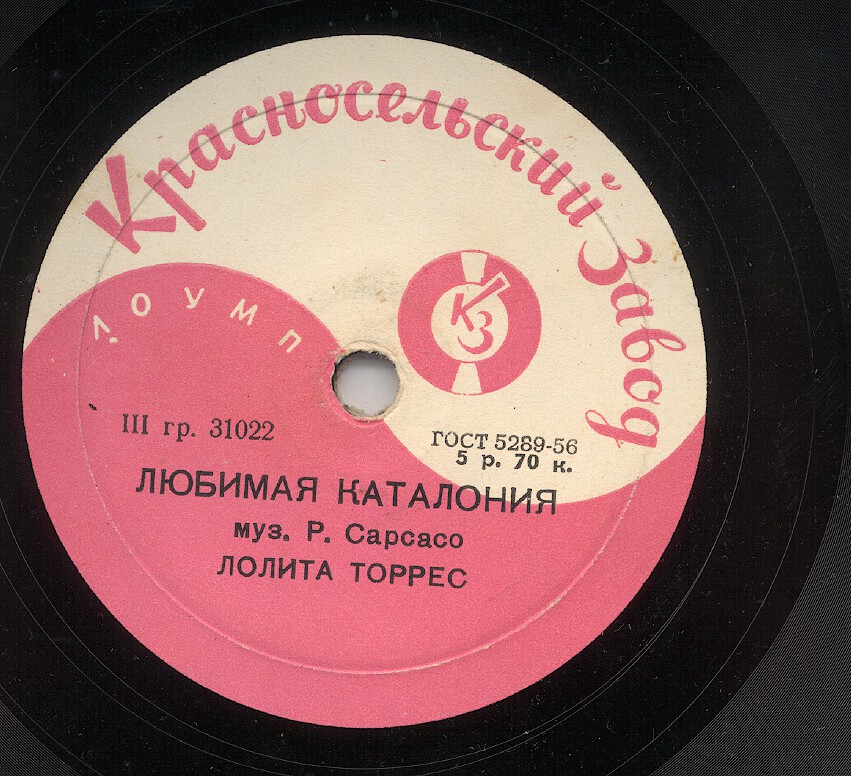 Красносельский Завод
ЛОУМП
КЗ
III гр. 31022
ГОСТ 5289-56
5 р. 70 к.
ЛЮБИМАЯ КАТАЛОНИЯ
муз. Р. Сарсасо
ЛОЛИТА ТОРРЕС